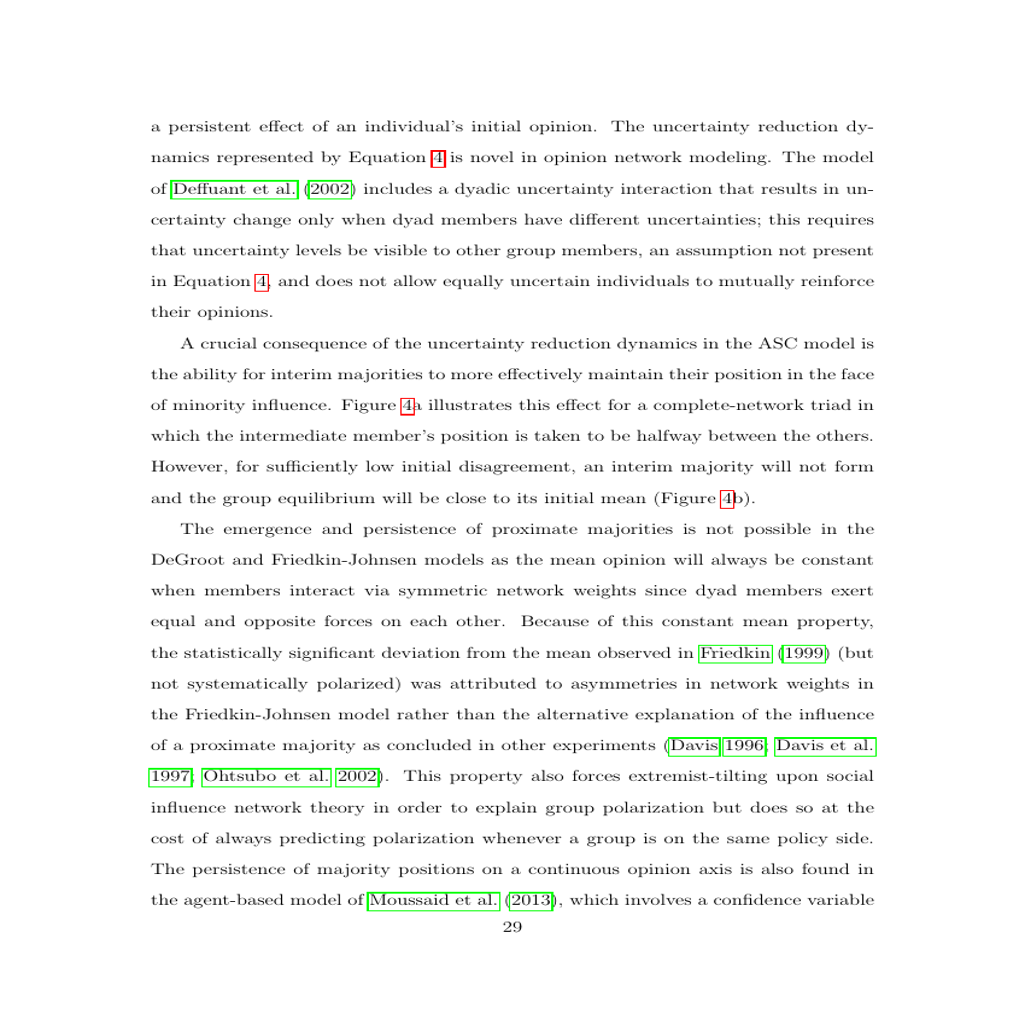 a persistent effect of an individual's initial opinion. The uncertainty reduction dy-
namics represented by Equation 4 is novel in opinion network modeling. The model
of Deffuant et al. (2002) includes a dyadic uncertainty interaction that results in un-
certainty change only when dyad members have different uncertainties; this requires
that uncertainty levels be visible to other group members, an assumption not present
in Equation 4, and does not allow equally uncertain individuals to mutually reinforce
their opinions.
A crucial consequence of the uncertainty reduction dynamics in the ASC model is
the ability for interim majorities to more effectively maintain their position in the face
of minority influence. Figure 4a illustrates this effect for a complete-network triad in
which the intermediate member's position is taken to be halfway between the others.
However, for sufficiently low initial disagreement, an interim majority will not form
and the group equilibrium will be close to its initial mean (Figure 4b).
The emergence and persistence of proximate majorities is not possible in the
DeGroot and Friedkin-Johnsen models as the mean opinion will always be constant
when members interact via symmetric network weights since dyad members exert
equal and opposite forces on each other. Because of this constant mean property,
the statistically significant deviation from the mean observed in Friedkin (1999) (but
not systematically polarized) was attributed to asymmetries in network weights in
the Friedkin-Johnsen model rather than the alternative explanation of the influence
of a proximate majority as concluded in other experiments (Davis 1996; Davis et al.
1997; Ohtsubo et al. 2002). This property also forces extremist-tilting upon social
influence network theory in order to explain group polarization but does so at the
cost of always predicting polarization whenever a group is on the same policy side.
The persistence of majority positions on a continuous opinion axis is also found in
the agent-based model of Moussaid et al. (2013), which involves a confidence variable
29